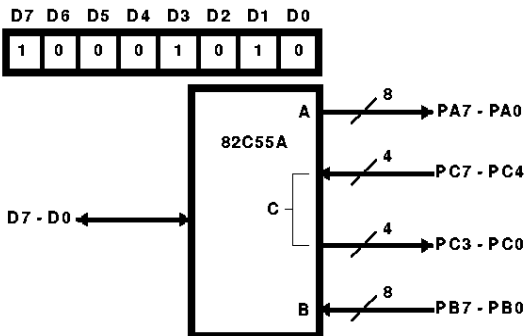 D7 D6 D5 D4 D3 D2 D1 D0
1 0 0 0 1 0 1 0
A 8 PA7 - PA0
82C55A
4 PC7 - PC4
C
D7 - D0
4 PC3 - PC0
B 8 PB7 - PB0